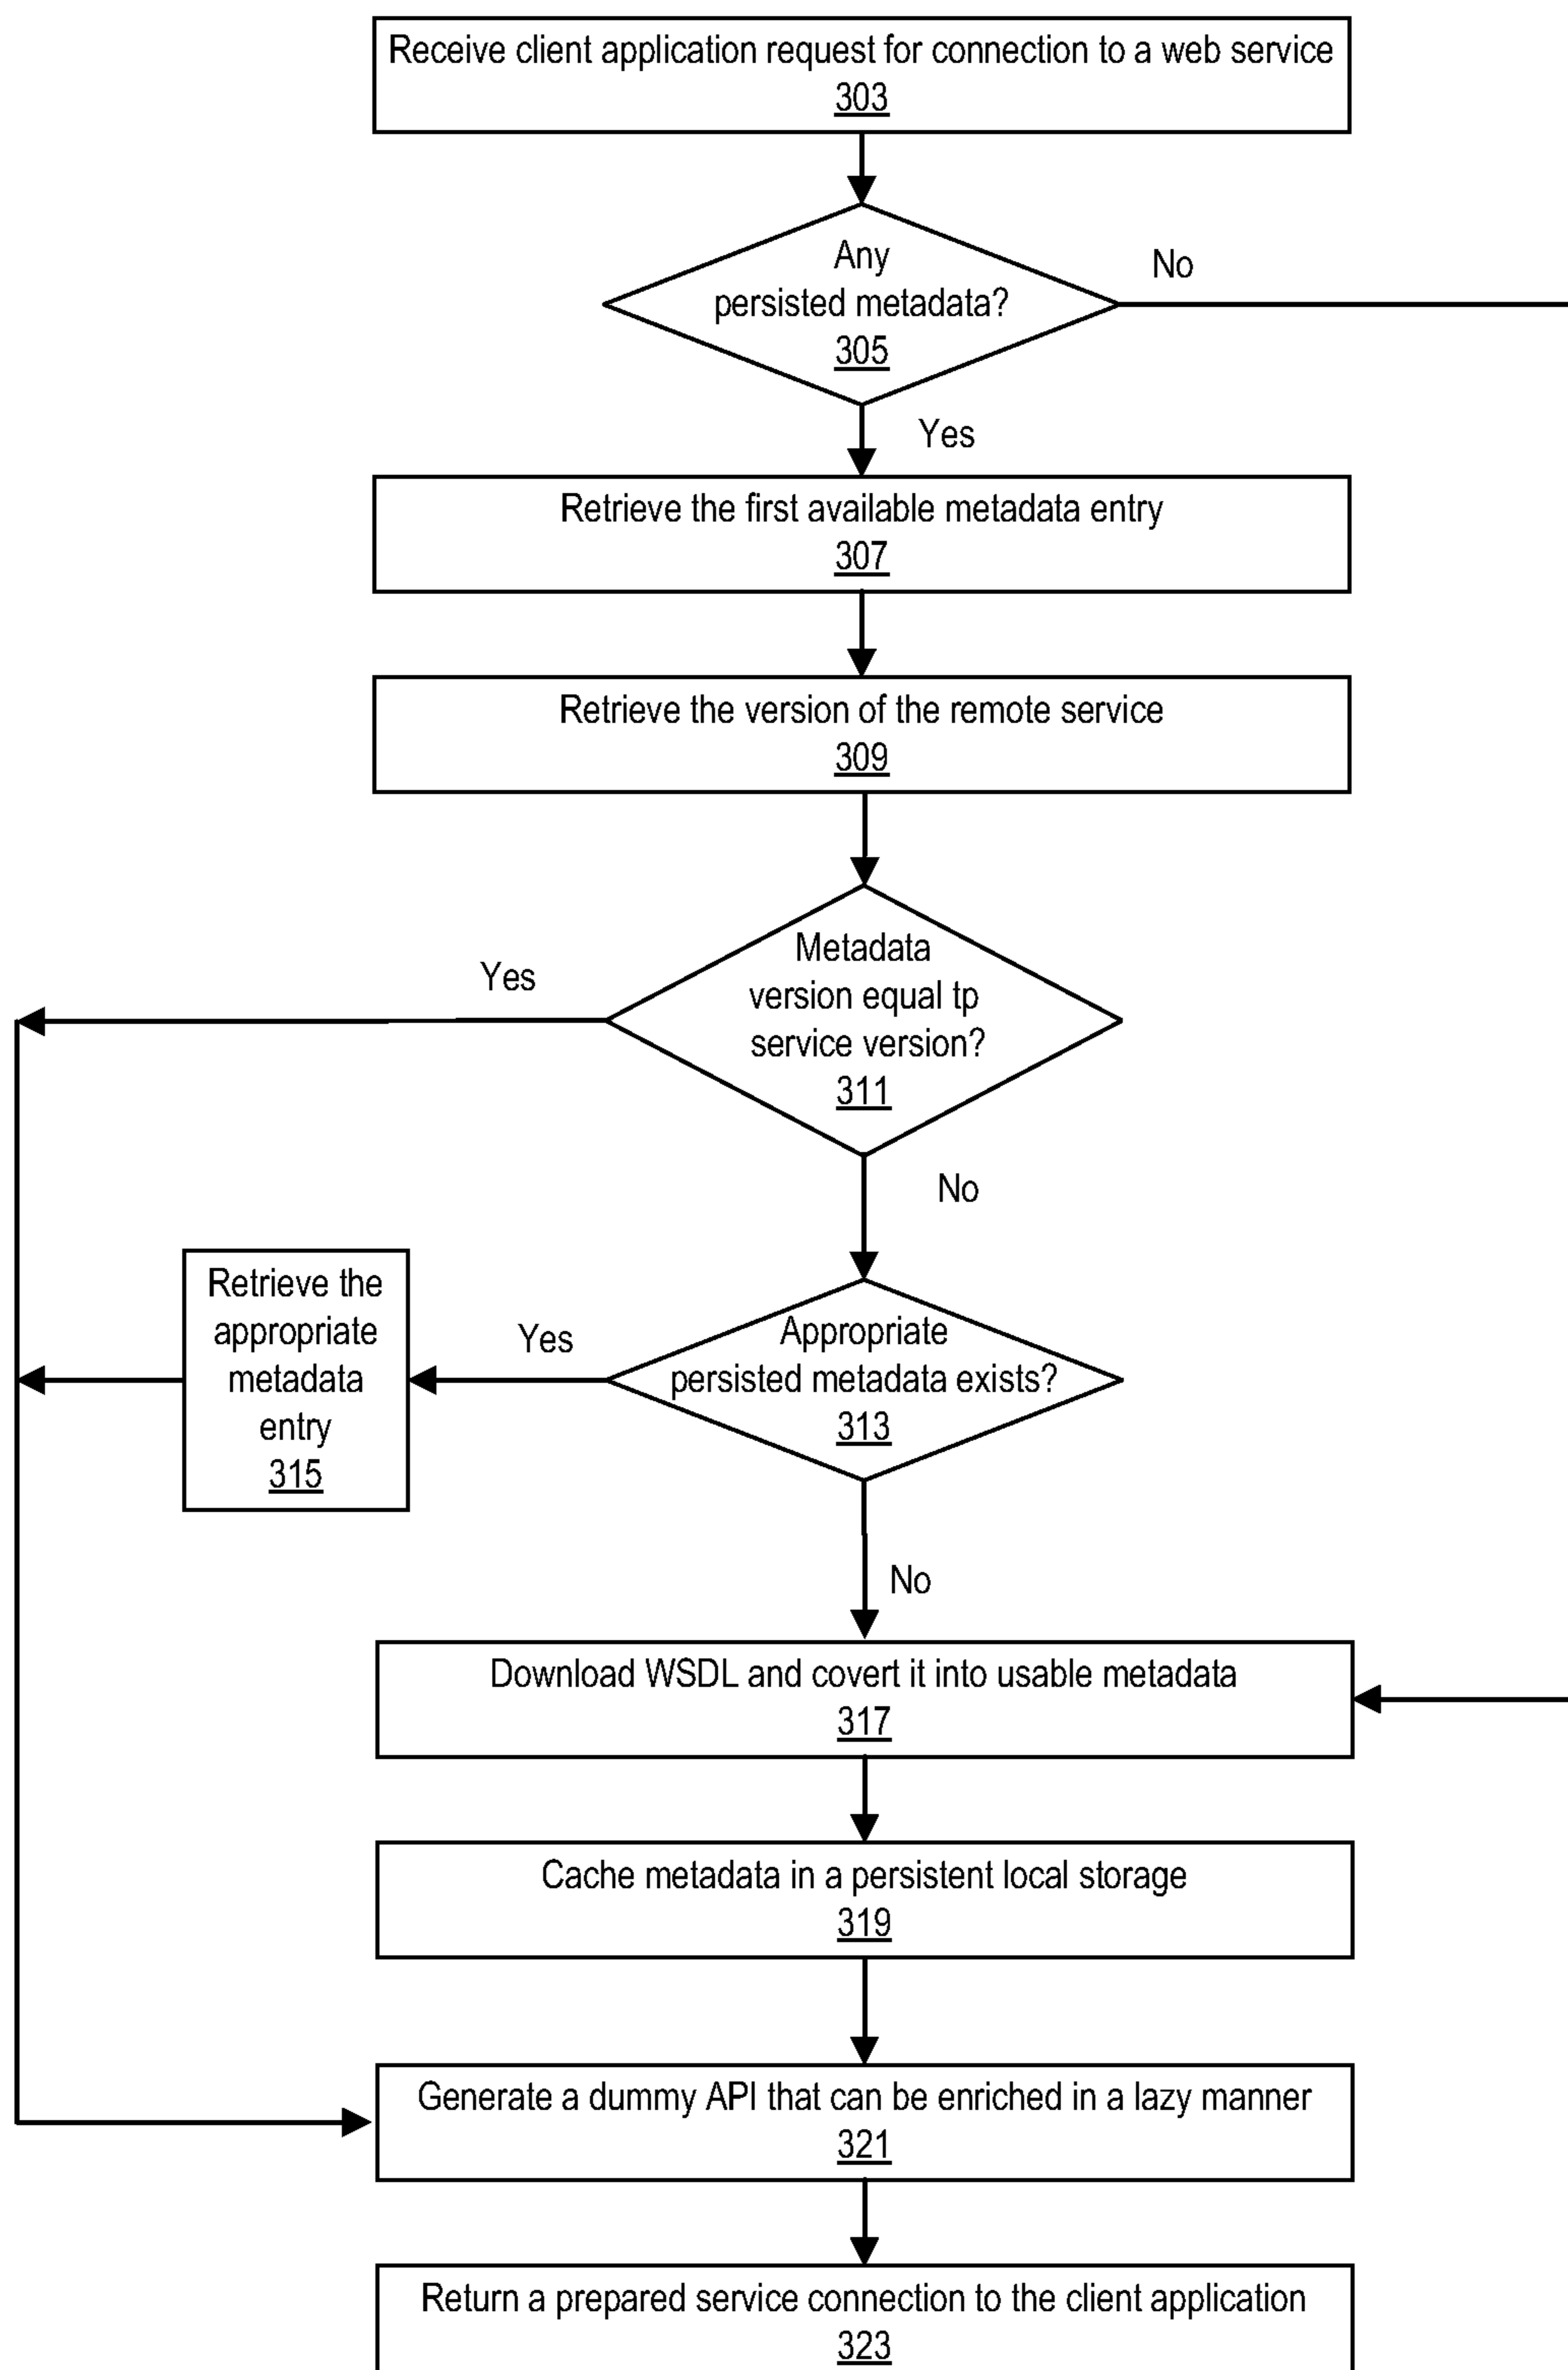 Receive client application request for connection to a web service
303
Any
persisted metadata?
305
No
Yes
Retrieve the first available metadata entry
307
Retrieve the version of the remote service
309
Metadata
version equal tp
service version?
311
Yes
No
Retrieve the
appropriate
metadata
entry
315
Yes
Appropriate
persisted metadata exists?
313
No
Download WSDL and covert it into usable metadata
317
Cache metadata in a persistent local storage
319
Generate a dummy API that can be enriched in a lazy manner
321
Return a prepared service connection to the client application
323